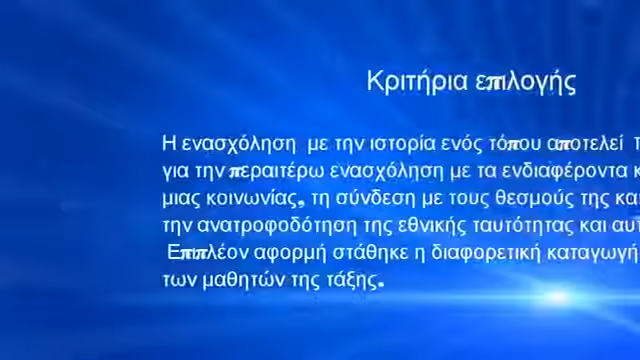 Κριτήρια επιλογής
Η ενασχόληση με την ιστορία ενός τόπου αποτελεί
για την περαιτέρω ενασχόληση με τα ενδιαφέροντα
μιας κοινωνίας, τη σύνδεση με τους θεσμούς της
την ανατροφοδότηση της εθνικής ταυτότητας και
Επιπλέον αφορμή στάθηκε η διαφορετική καταγωγή
των μαθητών της τάξης.